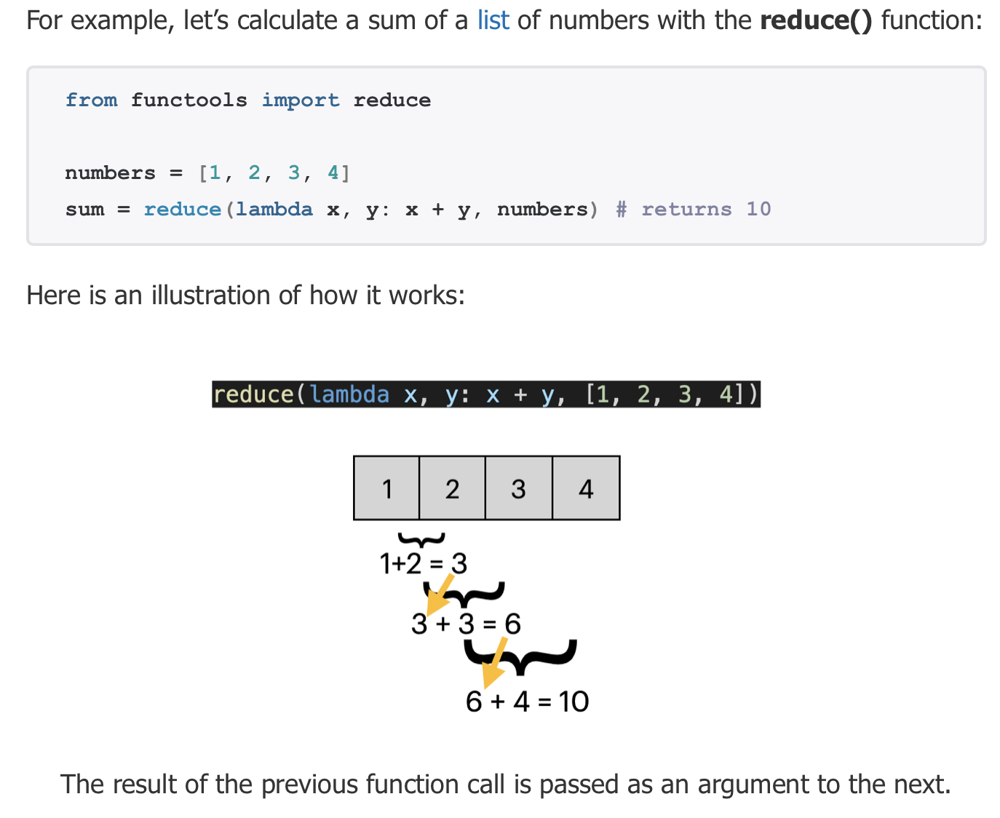 For example, let’s calculate a sum of a list of numbers with the reduce() function:
from functools import reduce
numbers = [1, 2, 3, 4]
sum = reduce(lambda x, y: x + y, numbers) # returns 10
Here is an illustration of how it works:
reduce(lambda x, y: x + y, [1, 2, 3, 4])
1 2 3 4
1+2 = 3
3 + 3 = 6
6 + 4 = 10
The result of the previous function call is passed as an argument to the next.